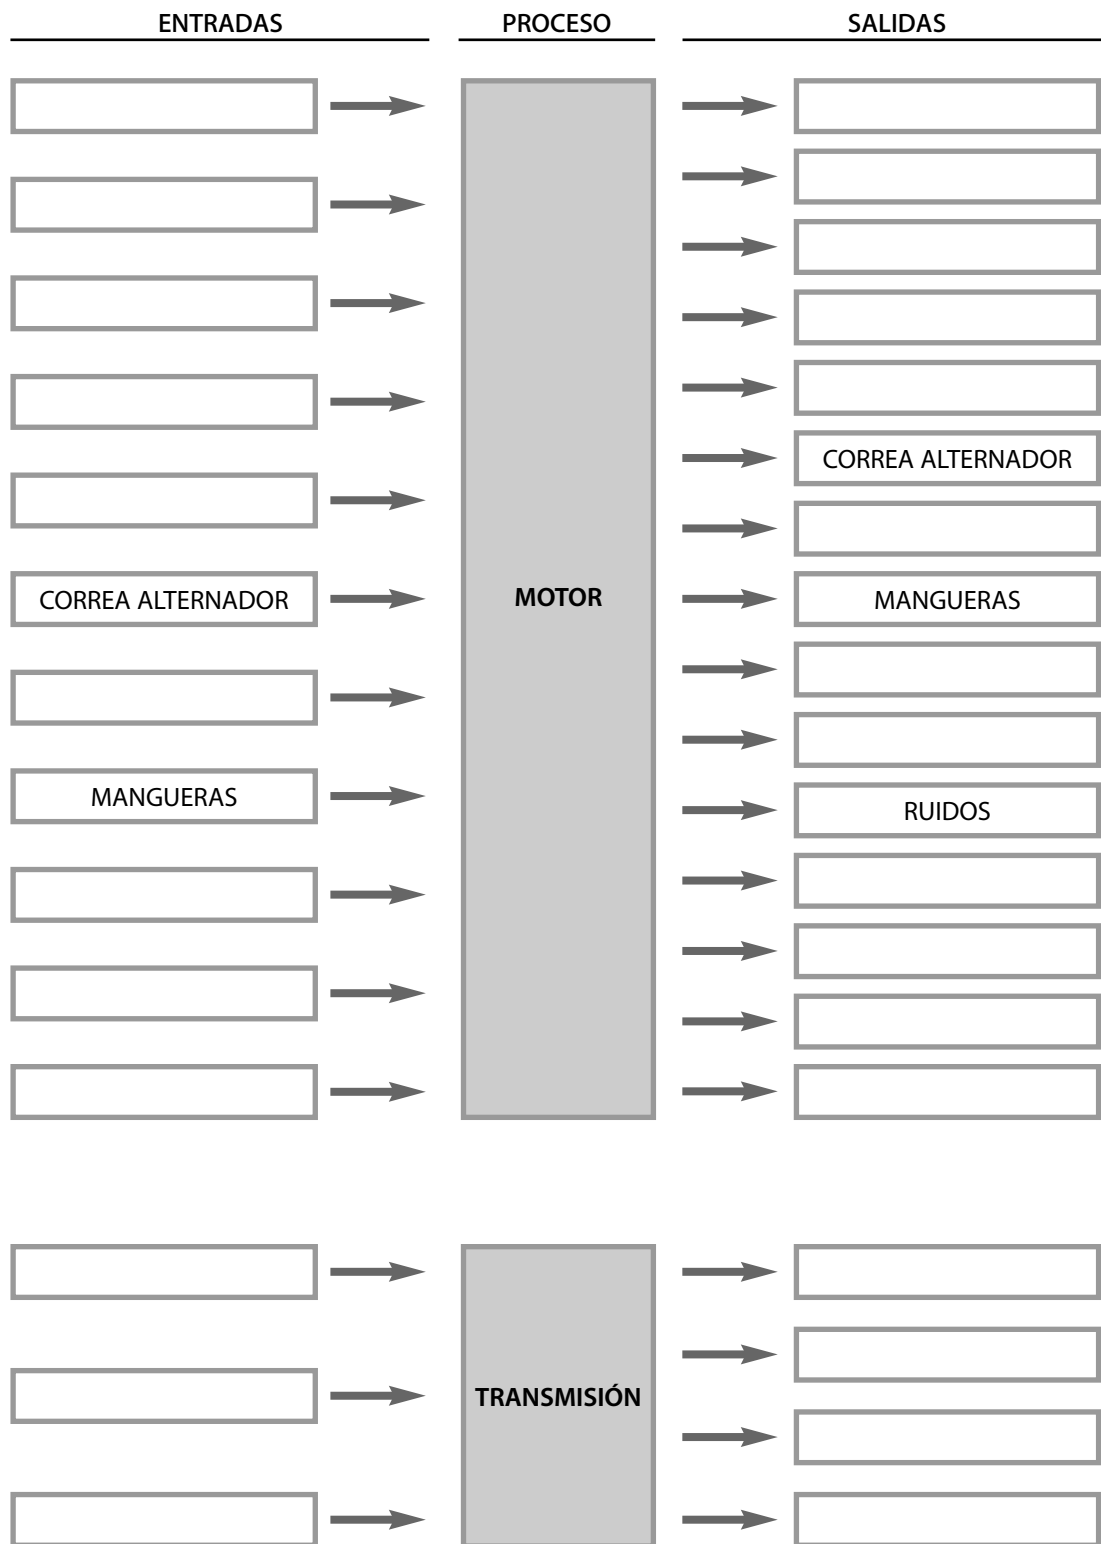 ENTRADAS PROCESO SALIDAS
CORREA ALTERNADOR
CORREA ALTERNADOR MOTOR MANGUERAS
MANGUERAS RUIDOS
TRANSMISIÓN